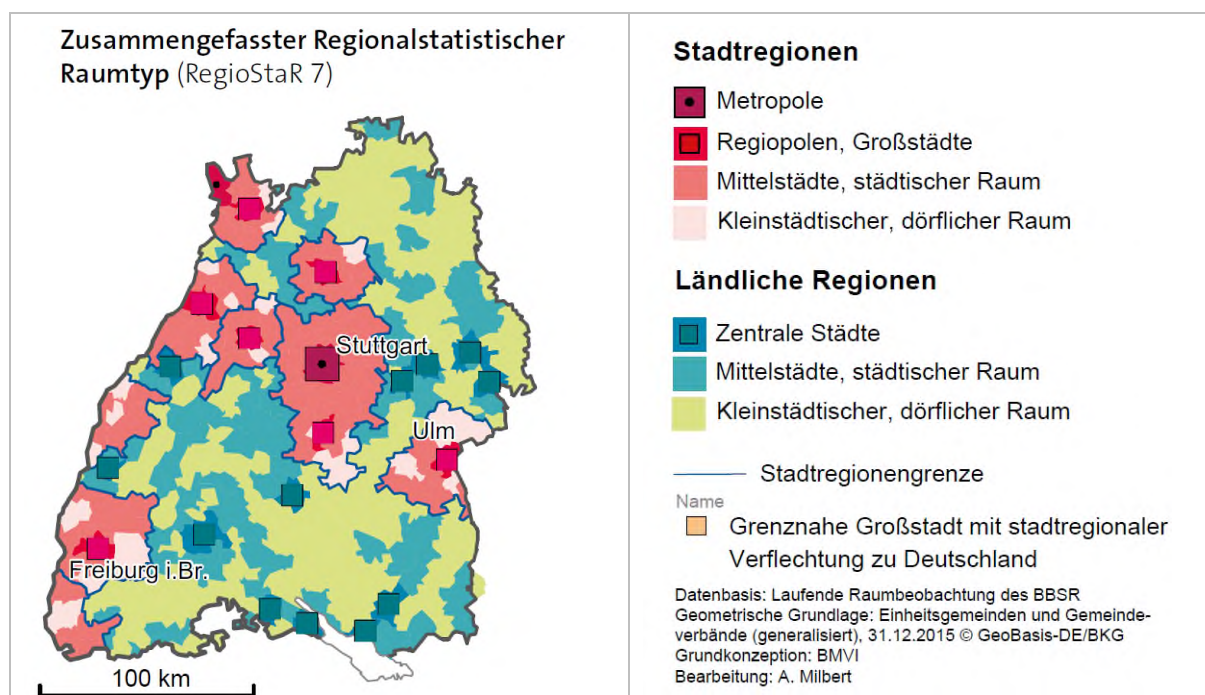 Zusammengefasster Regionalstatistischer
Raumtyp (RegioStaR 7)
Stuttgart
Ulm
Freiburg i.Br.
100 km
Stadtregionen
Metropole
Regiopolen, Großstädte
Mittelstädte, städtischer Raum
Kleinstädtischer, dörflicher Raum
Ländliche Regionen
Zentrale Städte
Mittelstädte, städtischer Raum
Kleinstädtischer, dörflicher Raum
Stadtregionengrenze
Name
Grenznahe Großstadt mit stadtregionaler
Verflechtung zu Deutschland
Datenbasis: Laufende Raumbeobachtung des BBSR
Geometrische Grundlage: Einheitsgemeinden und Gemeinde-
verbände (generalisiert), 31.12.2015 © GeoBasis-DE/BKG
Grundkonzeption: BMVI
Bearbeitung: A. Milbert